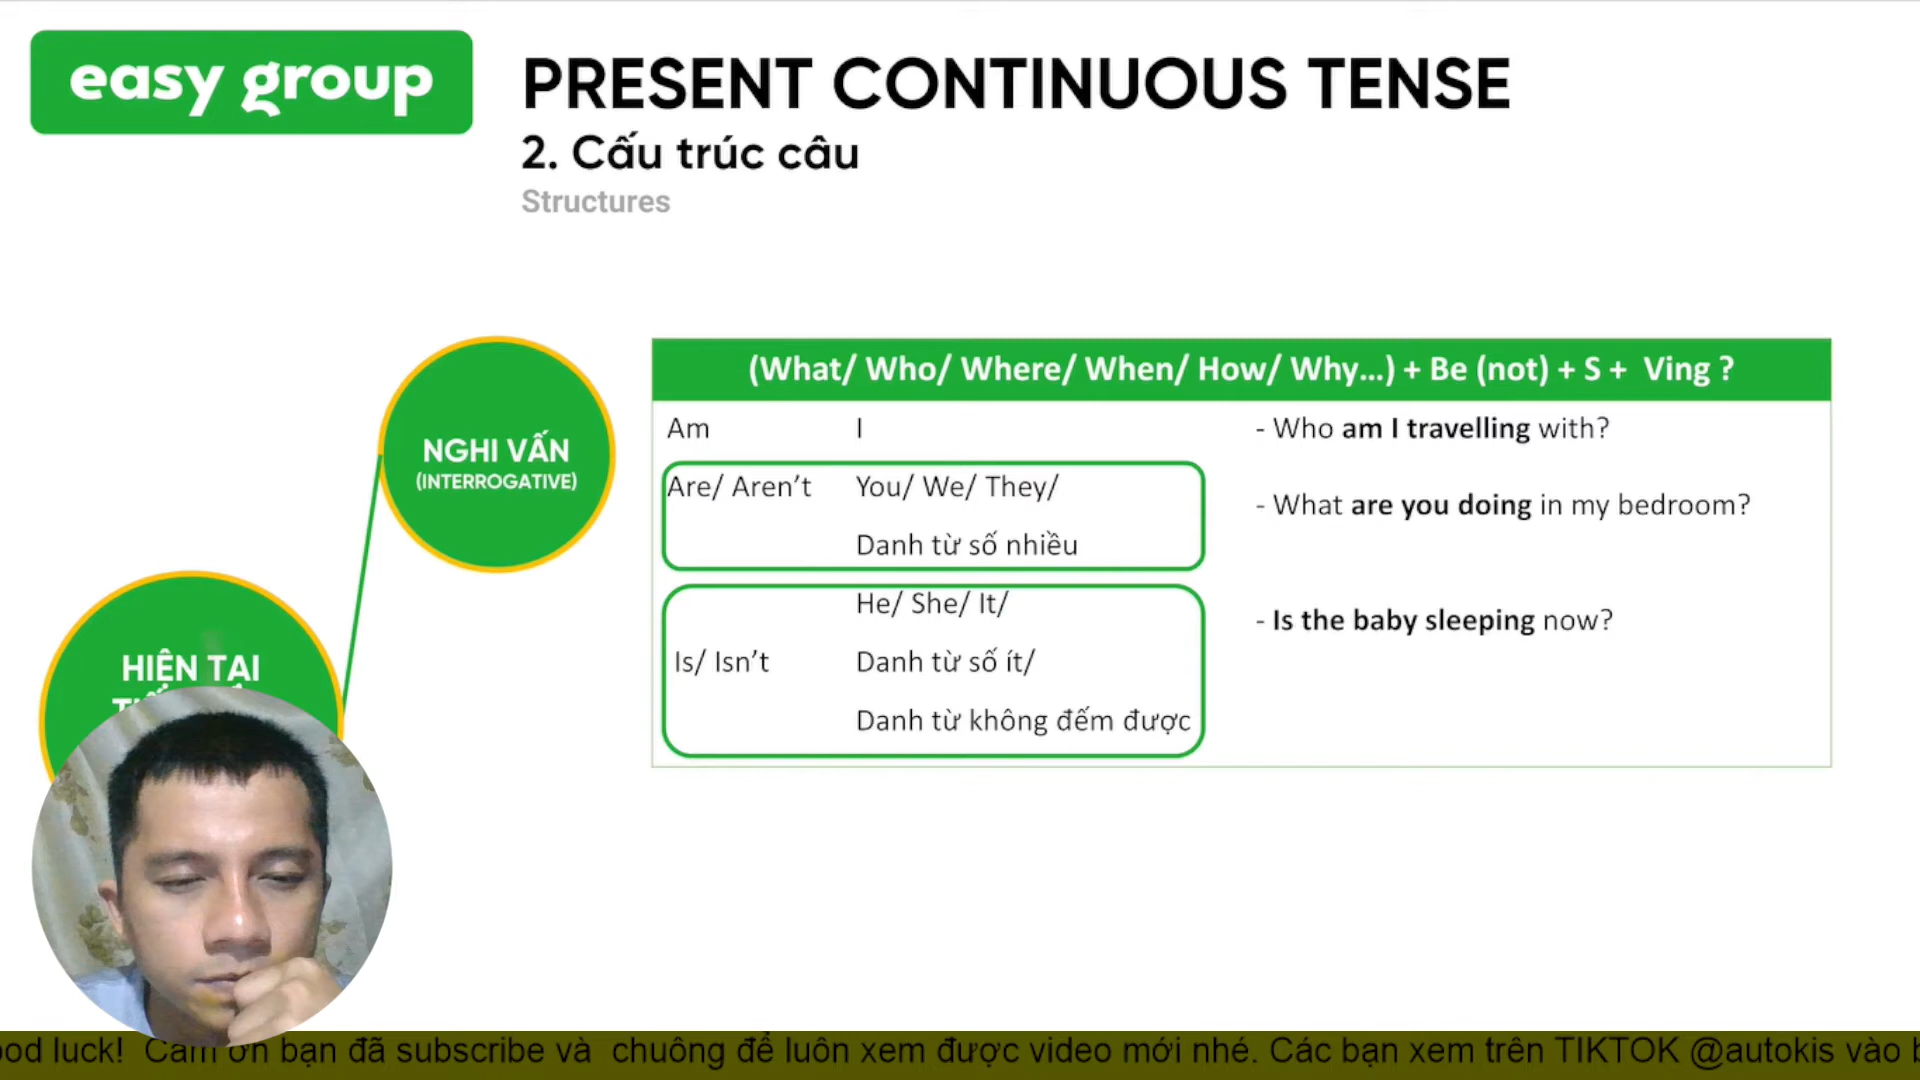 easy group
PRESENT CONTINUOUS TENSE
2. Cấu trúc câu
Structures
NGHI VẤN
(INTERROGATIVE)
HIỆN TẠI
(What/ Who/ Where/ When/ How/ Why...) + Be (not) + S + Ving ?
Am I - Who am I travelling with?
Are/ Aren't You/ We/ They/ - What are you doing in my bedroom?
Danh từ số nhiều
He/ She/ It/ - Is the baby sleeping now?
Is/ Isn't Danh từ số ít/
Danh từ không đếm được
luck! Cảm ơn bạn đã subscribe và chuông để luôn xem được video mới nhé. Các bạn xem trên TIKTOK @autokis vào